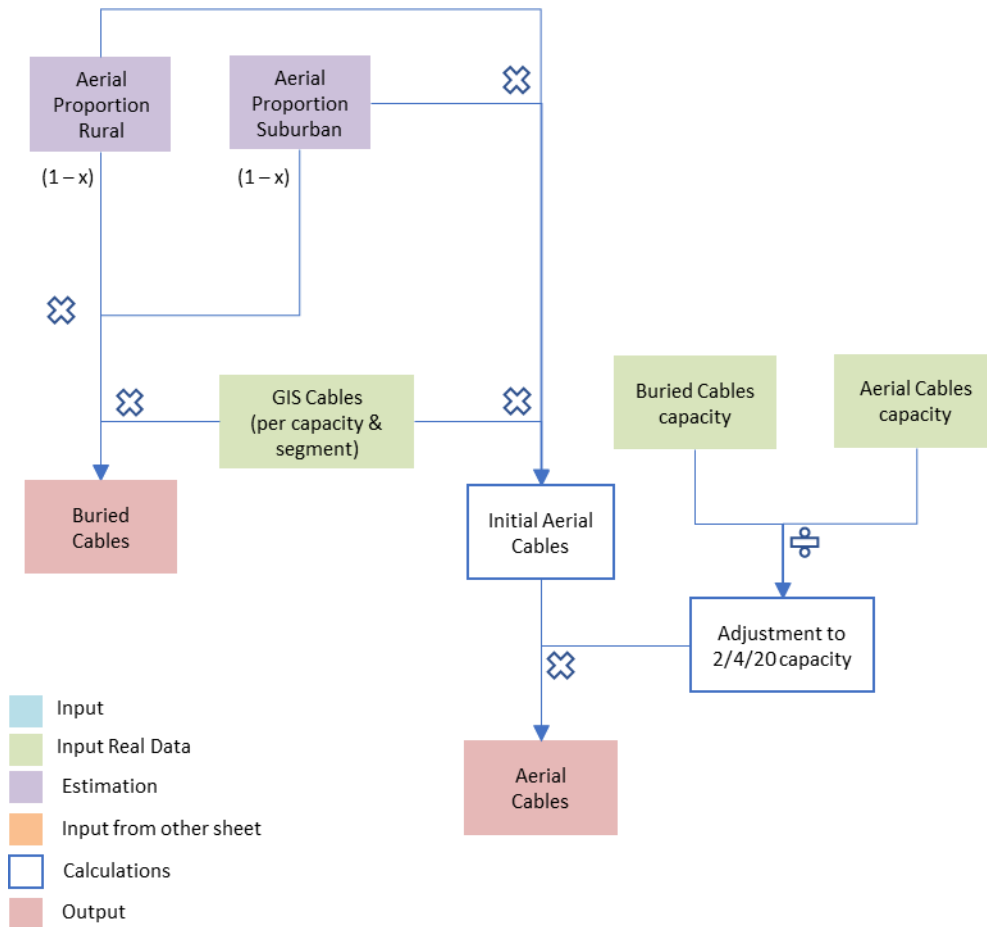 Aerial
Proportion
Rural
Aerial
Proportion
Suburban
(1 – x)
(1 – x)
GIS Cables
(per capacity &
segment)
Buried Cables
capacity
Aerial Cables
capacity
Buried
Cables
Initial Aerial
Cables
Adjustment to
2/4/20 capacity
Aerial
Cables
Input
Input Real Data
Estimation
Input from other sheet
Calculations
Output